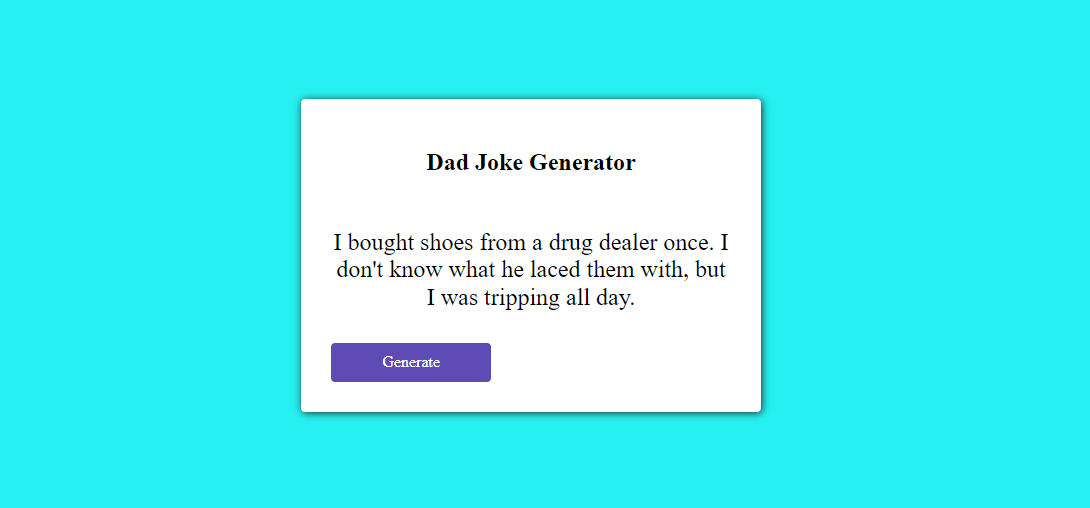 Dad Joke Generator
I bought shoes from a drug dealer once. I
don't know what he laced them with, but
I was tripping all day.
Generate